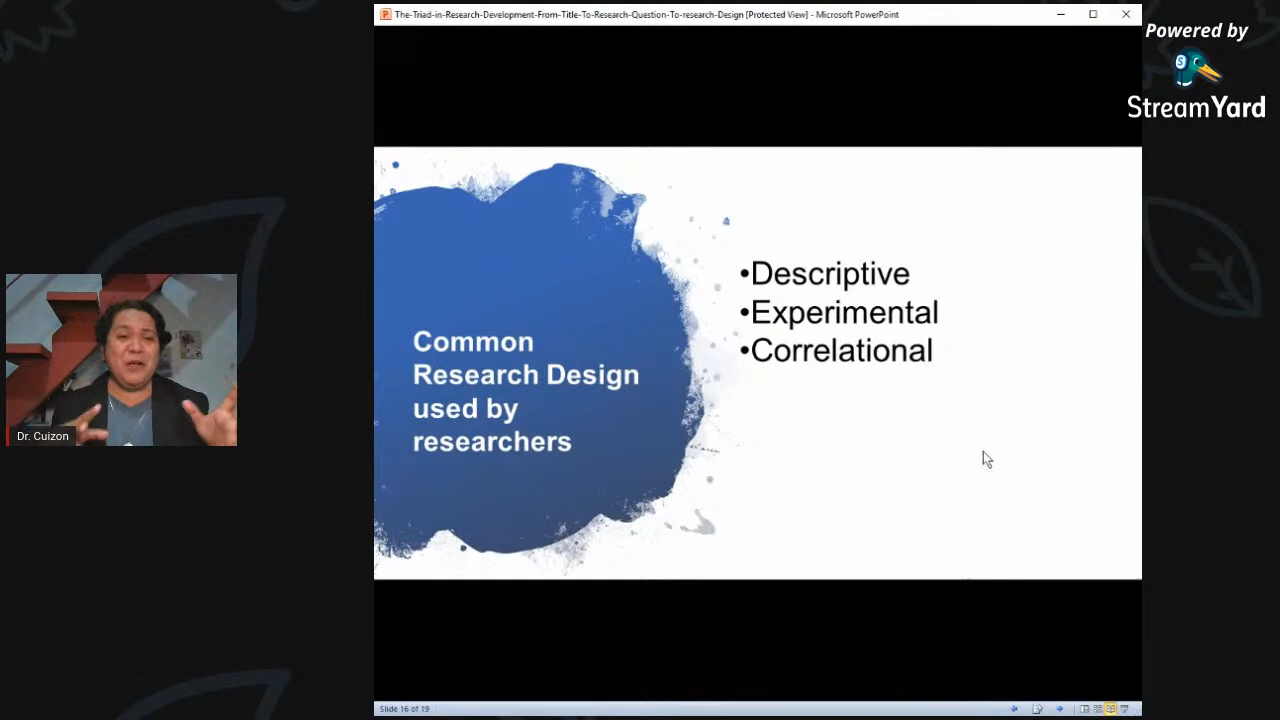 The-Triad-in-Research-Development-From-Title-To-Research-Question-To-research-Design [Protected View] - Microsoft PowerPoint
Powered by
S
StreamYard
Common
Research Design
used by
researchers
•Descriptive
•Experimental
•Correlational
Dr. Cuizon
Slide 16 of 19